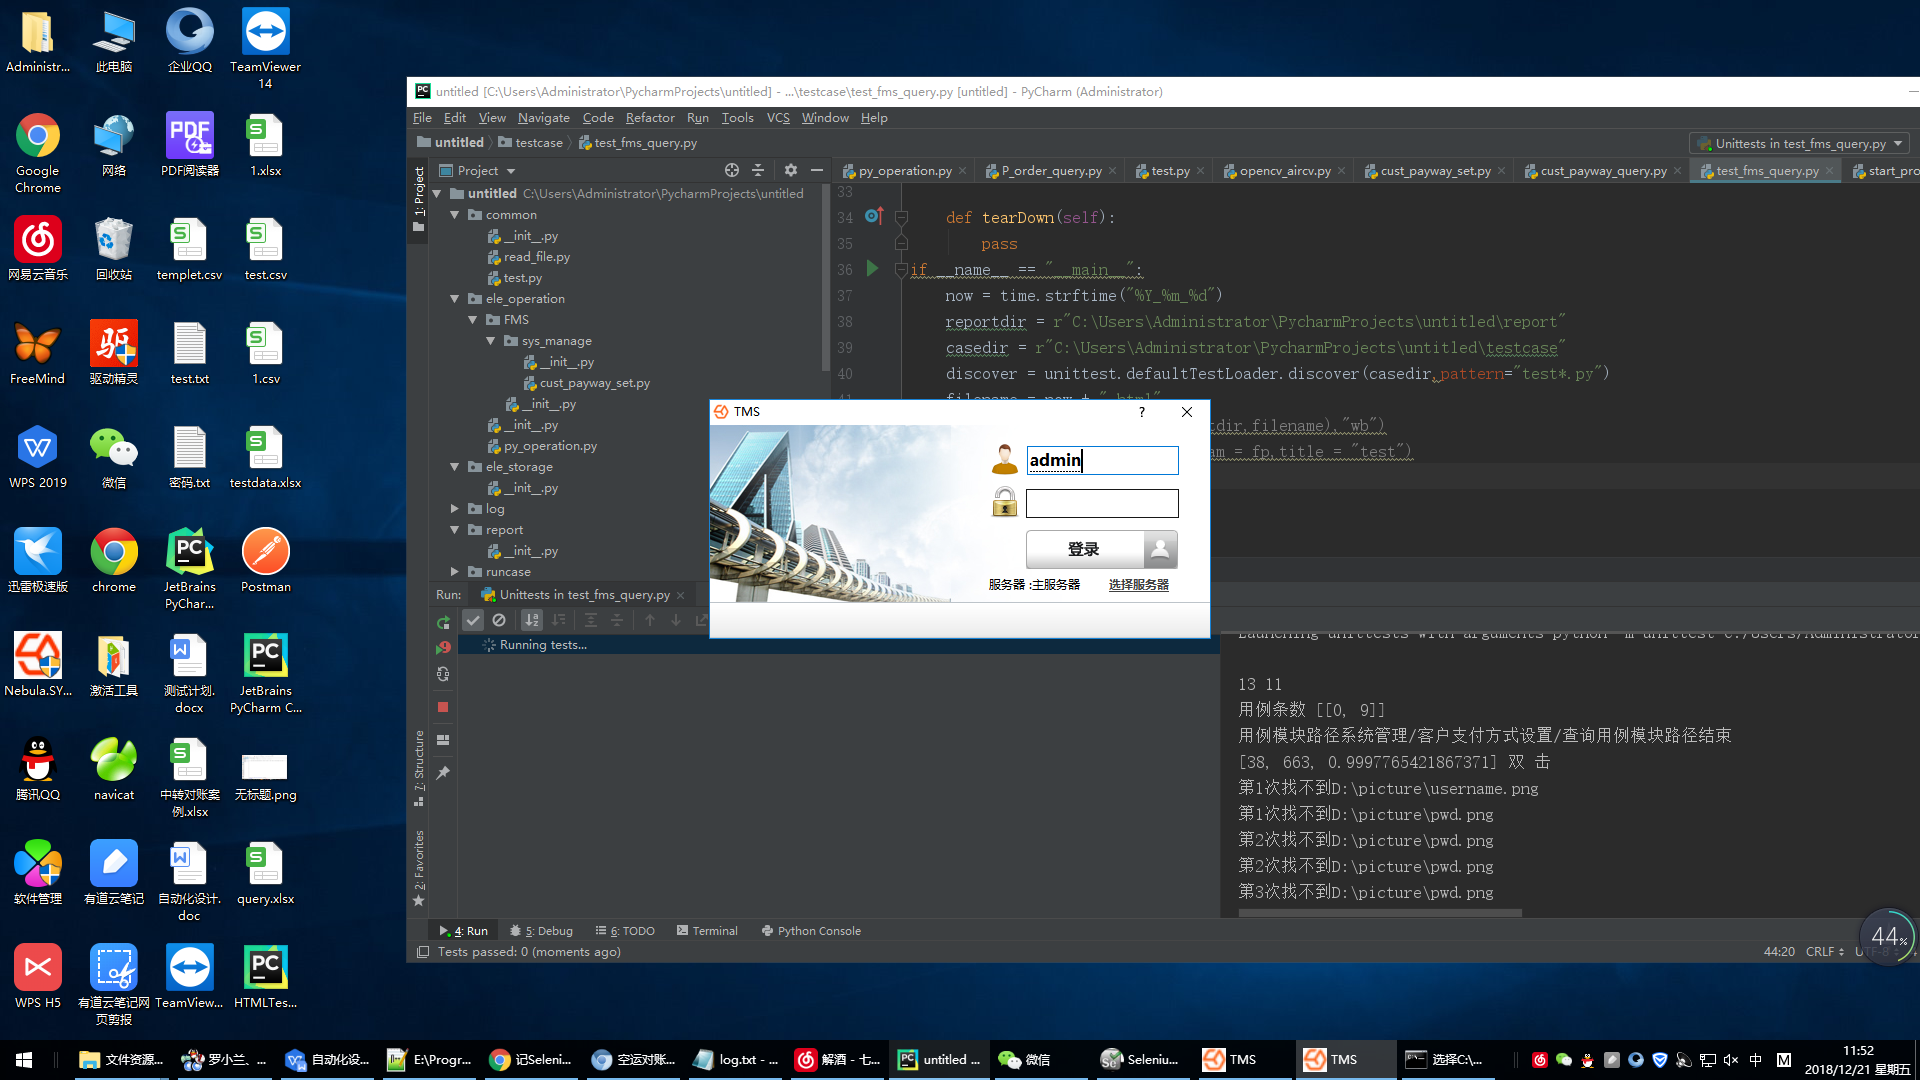 Administr...
此电脑
企业QQ
TeamViewer
14
Google
Chrome
网络
PDF阅读器
1.xlsx
网易云音乐
回收站
templet.csv
test.csv
FreeMind
驱动精灵
test.txt
1.csv
WPS 2019
微信
密码.txt
testdata.xlsx
迅雷极速版
chrome
JetBrains
PyChar...
Postman
Nebula.SY...
激活工具
测试计划.
docx
JetBrains
PyCharm C...
腾讯QQ
navicat
中转对账案
例.xlsx
无标题.png
软件管理
有道云笔记
自动化设计.
doc
query.xlsx
WPS H5
有道云笔记网
页剪报
TeamView...
HTMLTes...
untitled [C:\Users\Administrator\PycharmProjects\untitled] - ...\testcase\test_fms_query.py [untitled] - PyCharm (Administrator)
File Edit View Navigate Code Refactor Run Tools VCS Window Help
untitled testcase test_fms_query.py
Unittests in test_fms_query.py
1: Project
Project
py_operation.py P_order_query.py test.py opencv_aircv.py cust_payway_set.py cust_payway_query.py test_fms_query.py start_pro
untitled C:\Users\Administrator\PycharmProjects\untitled
common
__init__.py
read_file.py
test.py
ele_operation
FMS
sys_manage
__init__.py
cust_payway_set.py
__init__.py
__init__.py
py_operation.py
ele_storage
__init__.py
log
report
__init__.py
runcase
33
34 def tearDown(self):
35 pass
36 if __name__ == "__main__":
37 now = time.strftime("%Y_%m_%d")
38 reportdir = r"C:\Users\Administrator\PycharmProjects\untitled\report"
39 casedir = r"C:\Users\Administrator\PycharmProjects\untitled\testcase"
40 discover = unittest.defaultTestLoader.discover(casedir,pattern="test*.py")
filename = now + ".html"
tdir,filename),"wb")
am = fp,title = "test")
TMS
?
admin
登录
服务器 :主服务器 选择服务器
Run: Unittests in test_fms_query.py
Running tests...
7: Structure
2: Favorites
Launching unittests with arguments python -m unittest C:/Users/Administrator
13 11
用例条数 [[0, 9]]
用例模块路径系统管理/客户支付方式设置/查询用例模块路径结束
[38, 663, 0.9997765421867371] 双 击
第1次找不到D:\picture\username.png
第1次找不到D:\picture\pwd.png
第2次找不到D:\picture\pwd.png
第2次找不到D:\picture\pwd.png
第3次找不到D:\picture\pwd.png
4: Run 5: Debug 6: TODO Terminal Python Console
Tests passed: 0 (moments ago)
44:20 CRLF UTF-8
44%
文件资源... 罗小兰、... 自动化设... E:\Progr... 记Seleni... 空运对账... log.txt - ... 解酒 - 七... untitled ... 微信 Seleniu... TMS TMS 选择C:\...
中 M
11:52
2018/12/21 星期五